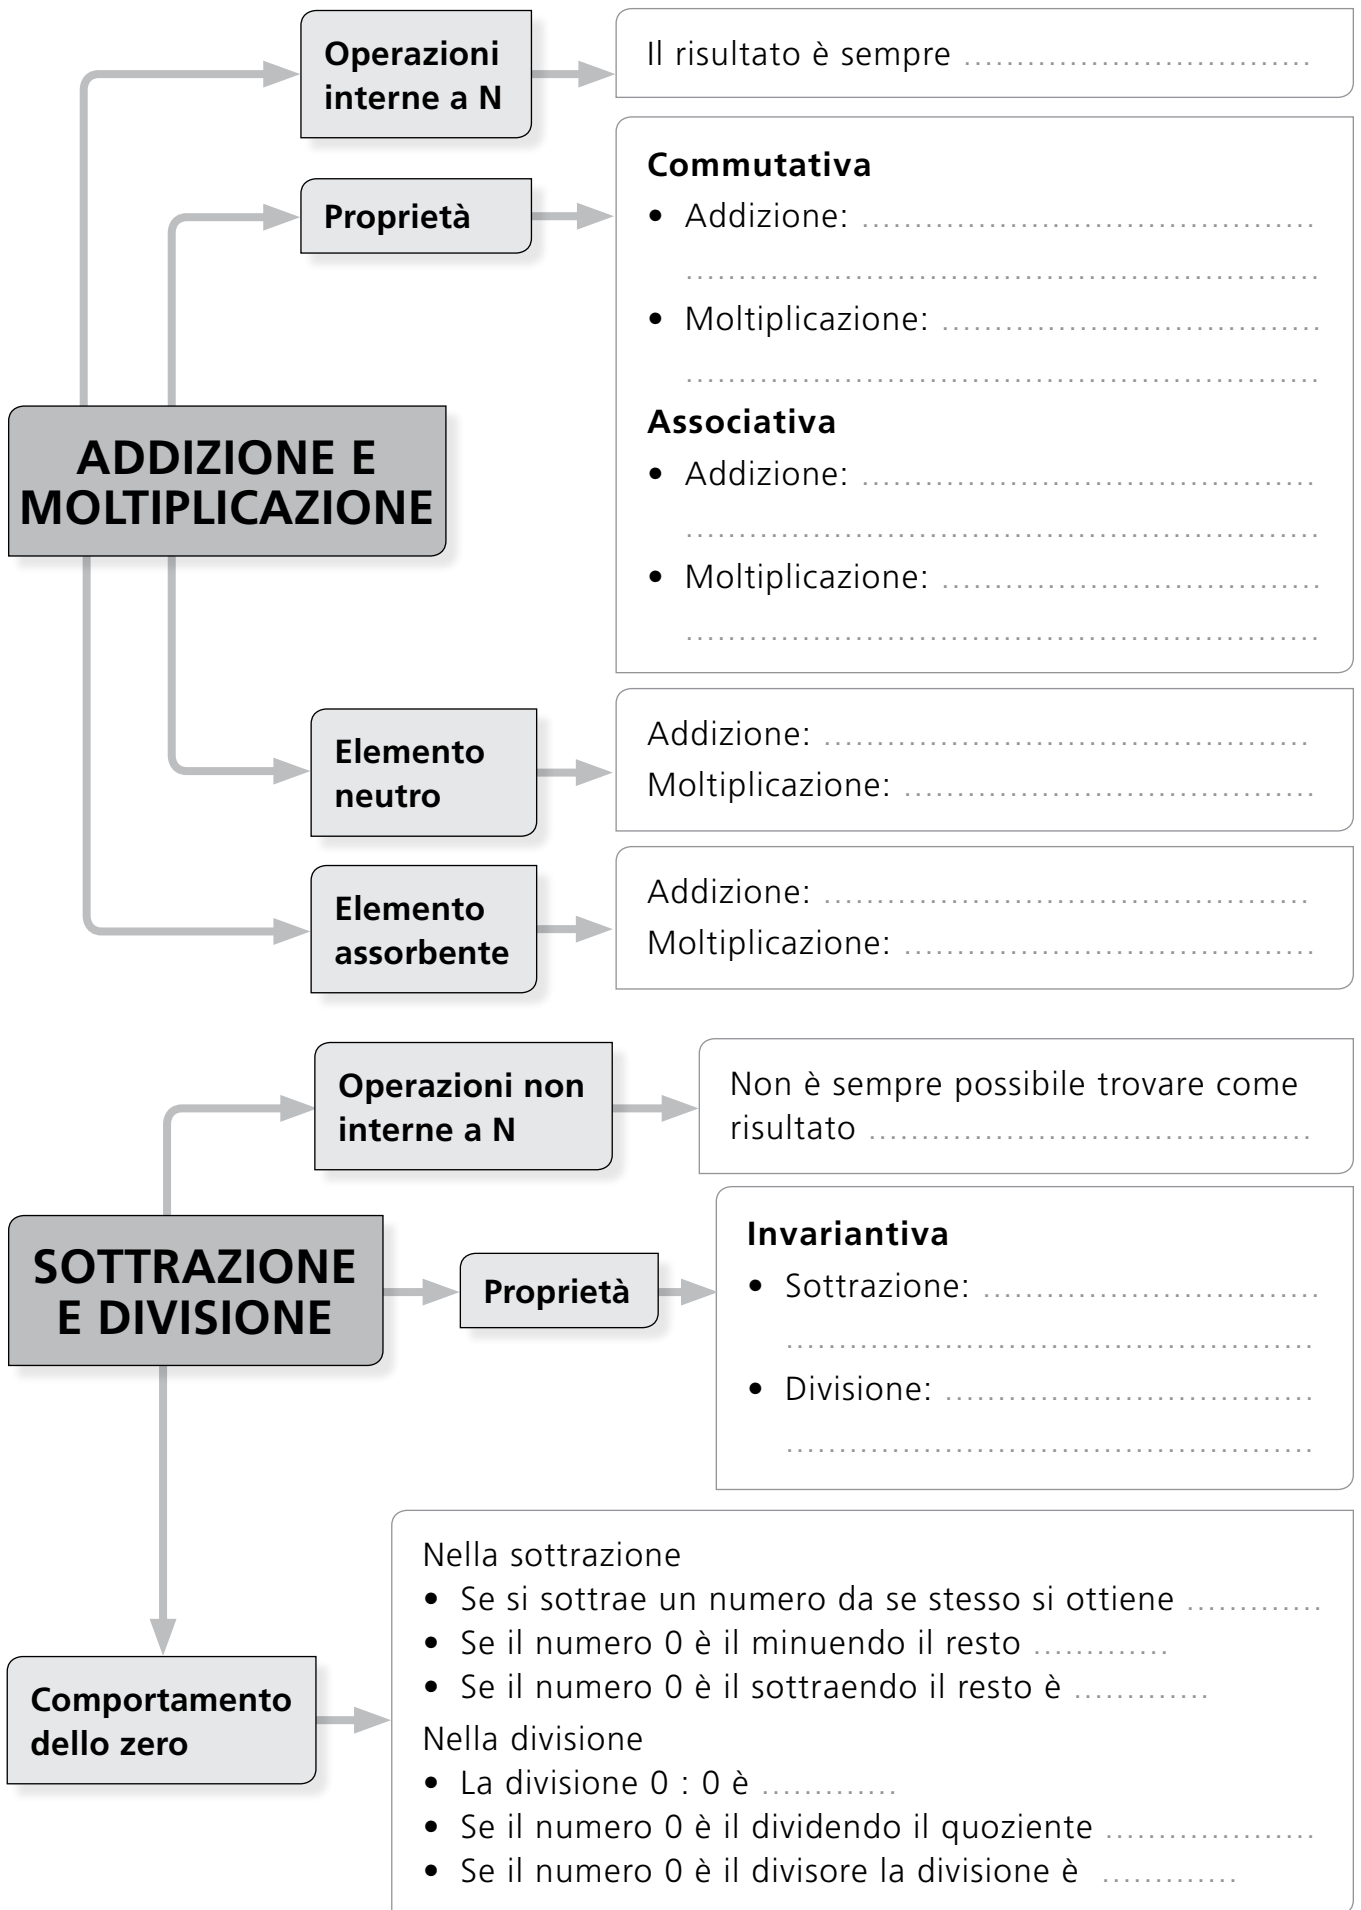 Operazioni
interne a N
Il risultato è sempre .................................
Proprietà
Commutativa
• Addizione: ...........................................
.............................................................
• Moltiplicazione: ....................................
.............................................................
Associativa
• Addizione: ...........................................
.............................................................
• Moltiplicazione: ....................................
.............................................................
ADDIZIONE E
MOLTIPLICAZIONE
Elemento
neutro
Addizione: ..............................................
Moltiplicazione: .......................................
Elemento
assorbente
Addizione: ..............................................
Moltiplicazione: .......................................
Operazioni non
interne a N
Non è sempre possibile trovare come
risultato ..........................................
SOTTRAZIONE
E DIVISIONE
Proprietà
Invariantiva
• Sottrazione: ................................
..................................................
• Divisione: ...................................
..................................................
Comportamento
dello zero
Nella sottrazione
• Se si sottrae un numero da se stesso si ottiene .............
• Se il numero 0 è il minuendo il resto .............
• Se il numero 0 è il sottraendo il resto è .............
Nella divisione
• La divisione 0 : 0 è .............
• Se il numero 0 è il dividendo il quoziente ....................
• Se il numero 0 è il divisore la divisione è .............